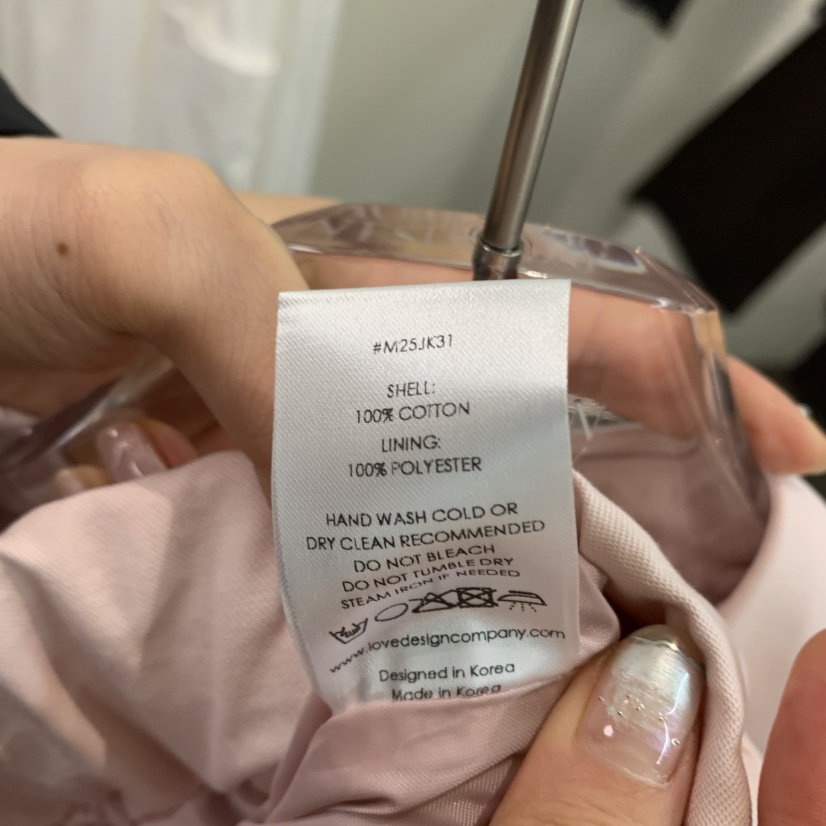 #M25JK31
SHELL:
100% COTTON
LINING:
100% POLYESTER
HAND WASH COLD OR
DRY CLEAN RECOMMENDED
DO NOT BLEACH
DO NOT TUMBLE DRY
STEAM IRON IF NEEDED
www.lovedesigncompany.com
Designed in Korea
Made in Korea